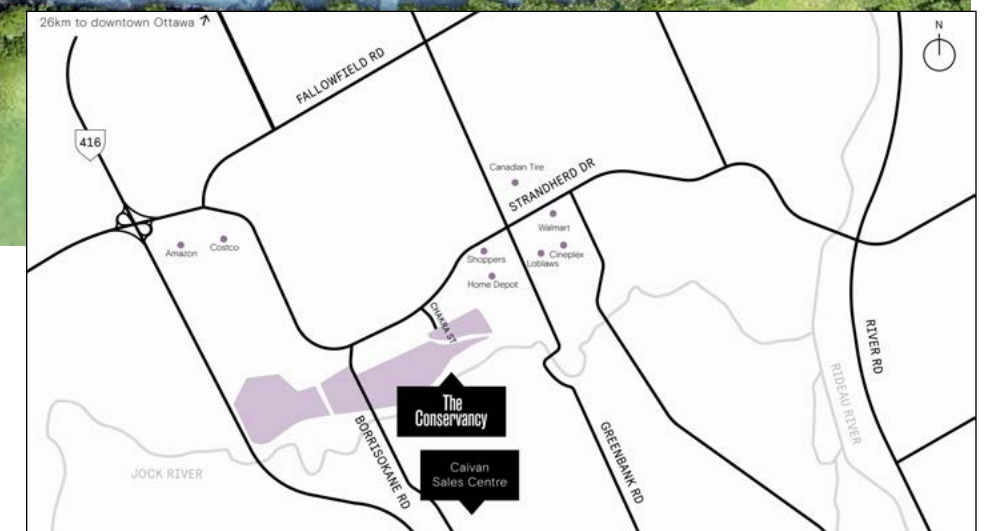 26km to downtown Ottawa
N
FALLOWFIELD RD
416
Canadian Tire
STRANDHERD DR
Walmart
Amazon
Costco
Shoppers
Cineplex
Loblaws
Home Depot
CHAKRA ST
RIVER RD
RIDEAU RIVER
The
Conservancy
BORRISOKANE RD
GREENBANK RD
Caivan
Sales Centre
JOCK RIVER